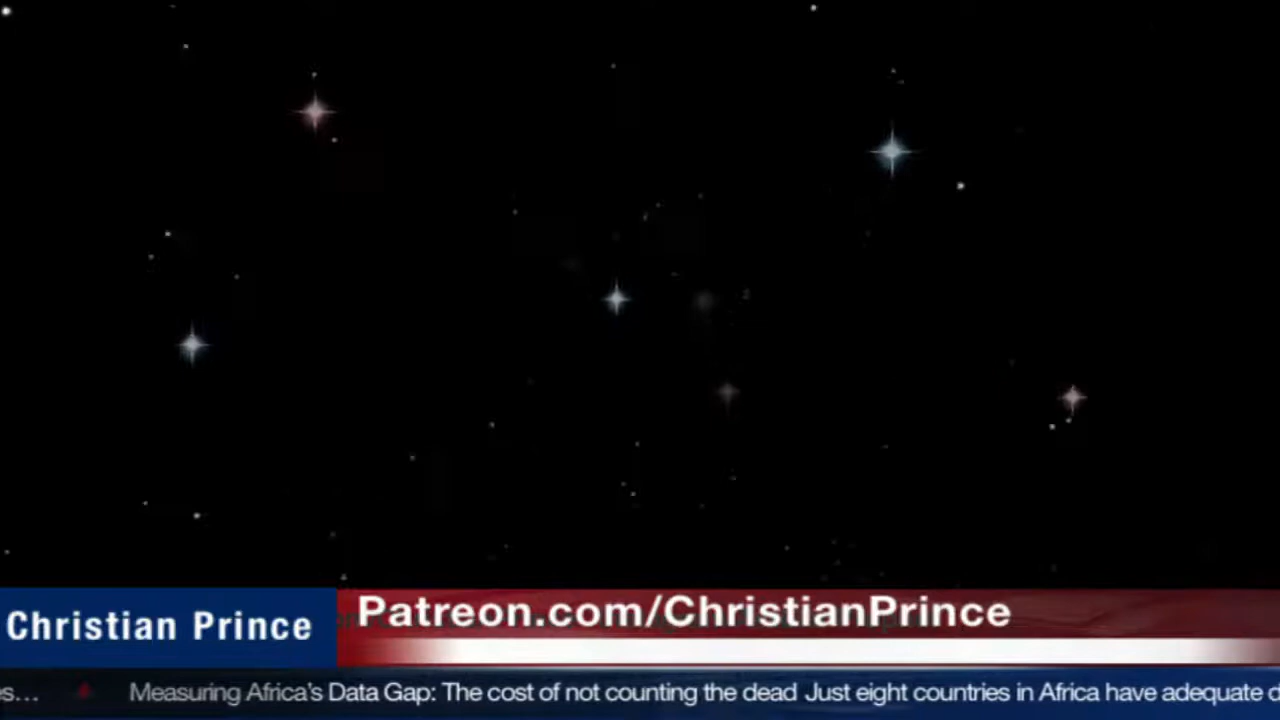 Patreon.com/ChristianPrince
Christian Prince
s... Measuring Africa's Data Gap: The cost of not counting the dead Just eight countries in Africa have adequate d